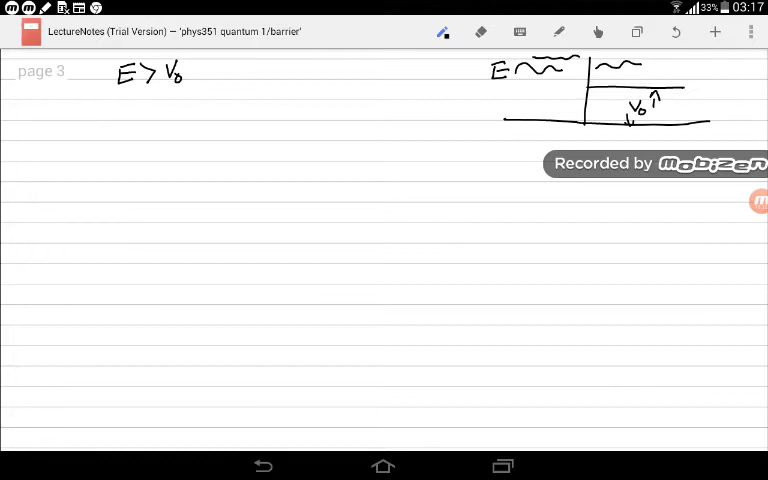 33% 03:17
LectureNotes (Trial Version) — 'phys351 quantum 1/barrier'
page 3
E > V₀
E
V₀
Recorded by mobizen